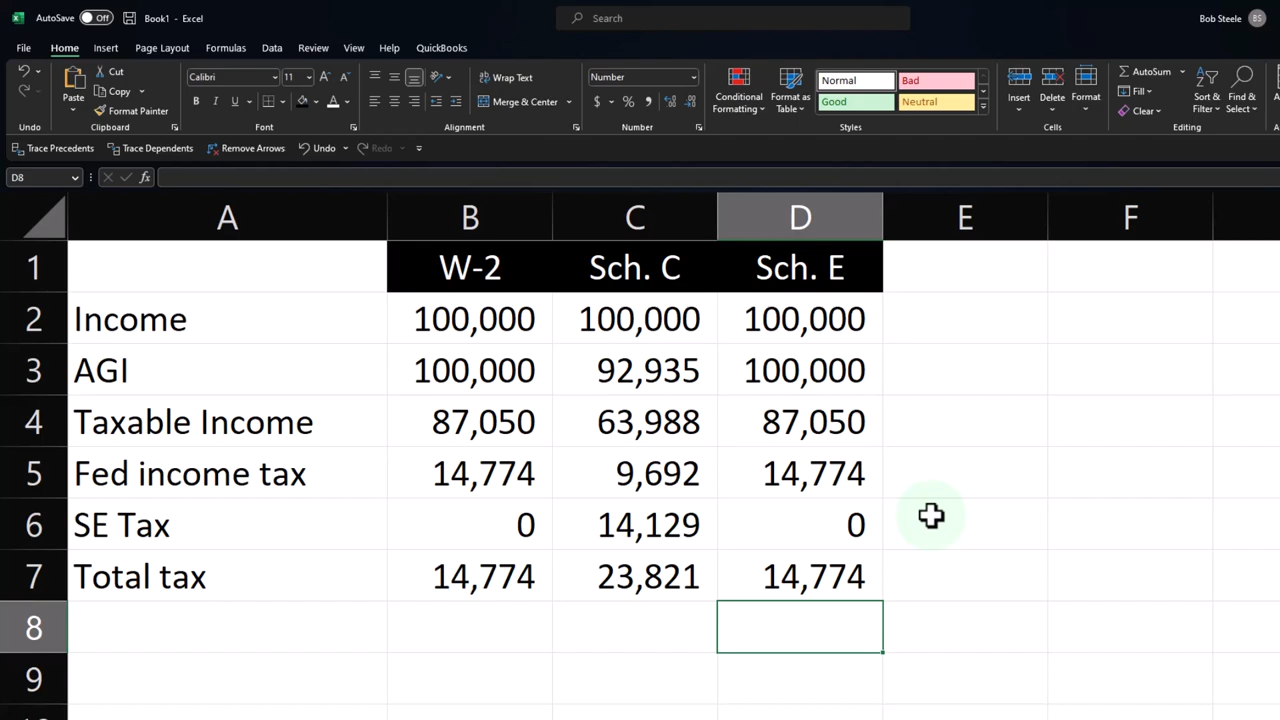 AutoSave Off Book1 - Excel Search Bob Steele BS
File Home Insert Page Layout Formulas Data Review View Help QuickBooks
Paste Cut Copy Format Painter
Calibri 11
B I U
Wrap Text
Merge & Center
Number
$ % 9
Conditional Formatting Format as Table
Normal Bad
Good Neutral
Insert Delete Format
AutoSum
Fill
Clear
Sort & Filter Find & Select
Undo Clipboard Font Alignment Number Styles Cells Editing
Trace Precedents Trace Dependents Remove Arrows Undo Redo
D8 fx
A B C D E F
1 W-2 Sch. C Sch. E
2 Income 100,000 100,000 100,000
3 AGI 100,000 92,935 100,000
4 Taxable Income 87,050 63,988 87,050
5 Fed income tax 14,774 9,692 14,774
6 SE Tax 0 14,129 0
7 Total tax 14,774 23,821 14,774
8
9